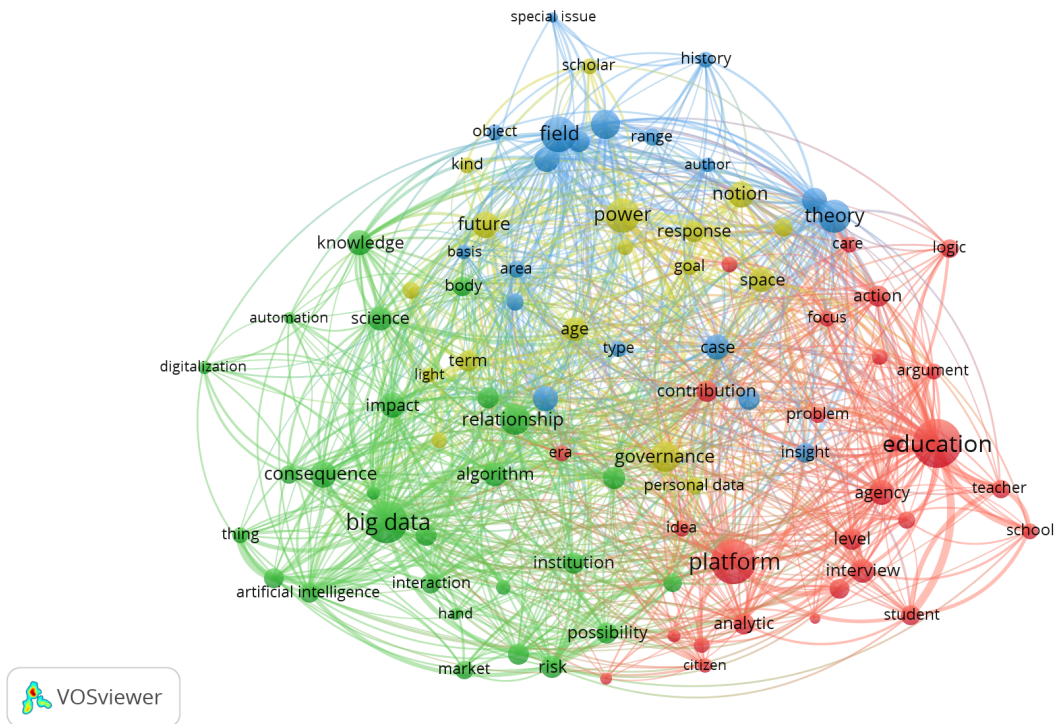 special issue
scholar
history
object
field
range
kind
author
notion
future
power
theory
response
knowledge
care
logic
basis
area
goal
space
body
action
automation
science
focus
age
type
case
digitalization
term
light
argument
contribution
impact
relationship
problem
education
era
governance
insight
consequence
algorithm
personal data
agency
teacher
big data
idea
level
school
thing
institution
platform
interview
artificial intelligence
interaction
hand
student
possibility
analytic
market
risk
citizen
VOSviewer